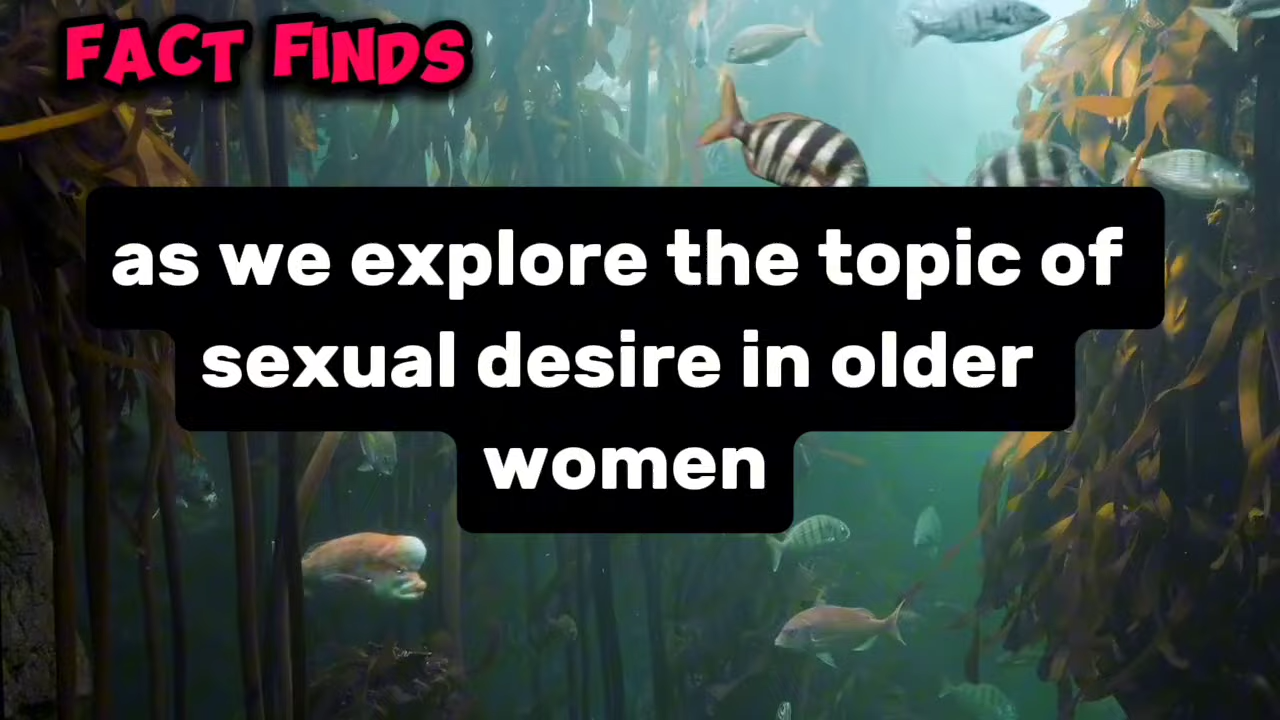 FACT FINDS
as we explore the topic of
sexual desire in older
women